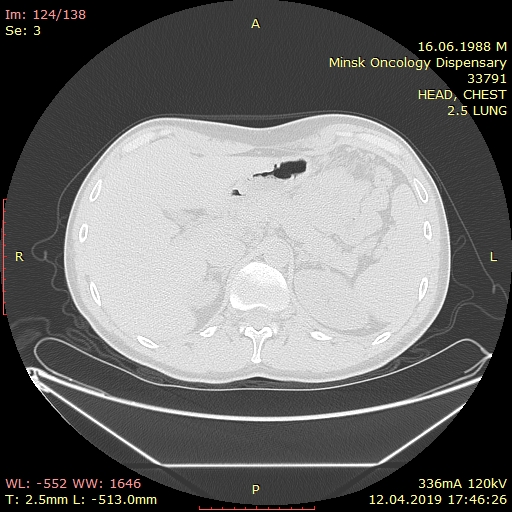 Im: 124/138
Se: 3
A
16.06.1988 M
Minsk Oncology Dispensary
33791
HEAD, CHEST
2.5 LUNG
R
L
WL: -552 WW: 1646
T: 2.5mm L: -513.0mm
P
336mA 120kV
12.04.2019 17:46:26